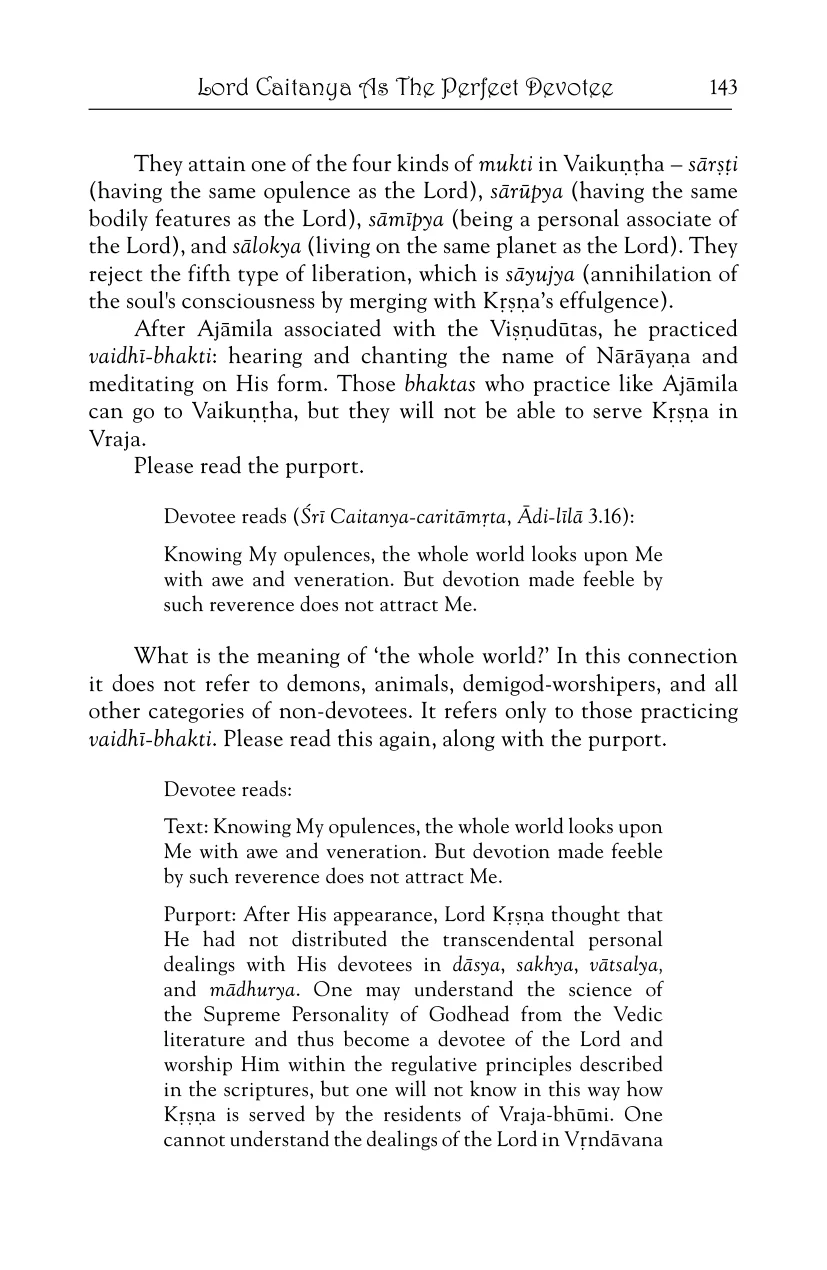 Lord Caitanya As The Perfect Devotee 143
They attain one of the four kinds of mukti in Vaikuṇṭha – sārṣṭi
(having the same opulence as the Lord), sārūpya (having the same
bodily features as the Lord), sāmīpya (being a personal associate of
the Lord), and sālokya (living on the same planet as the Lord). They
reject the fifth type of liberation, which is sāyujya (annihilation of
the soul's consciousness by merging with Kṛṣṇa’s effulgence).
After Ajāmila associated with the Viṣṇudūtas, he practiced
vaidhī-bhakti: hearing and chanting the name of Nārāyaṇa and
meditating on His form. Those bhaktas who practice like Ajāmila
can go to Vaikuṇṭha, but they will not be able to serve Kṛṣṇa in
Vraja.
Please read the purport.
Devotee reads (Śrī Caitanya-caritāmṛta, Ādi-līlā 3.16):
Knowing My opulences, the whole world looks upon Me
with awe and veneration. But devotion made feeble by
such reverence does not attract Me.
What is the meaning of ‘the whole world?’ In this connection
it does not refer to demons, animals, demigod-worshipers, and all
other categories of non-devotees. It refers only to those practicing
vaidhī-bhakti. Please read this again, along with the purport.
Devotee reads:
Text: Knowing My opulences, the whole world looks upon
Me with awe and veneration. But devotion made feeble
by such reverence does not attract Me.
Purport: After His appearance, Lord Kṛṣṇa thought that
He had not distributed the transcendental personal
dealings with His devotees in dāsya, sakhya, vātsalya,
and mādhurya. One may understand the science of
the Supreme Personality of Godhead from the Vedic
literature and thus become a devotee of the Lord and
worship Him within the regulative principles described
in the scriptures, but one will not know in this way how
Kṛṣṇa is served by the residents of Vraja-bhūmi. One
cannot understand the dealings of the Lord in Vṛndāvana